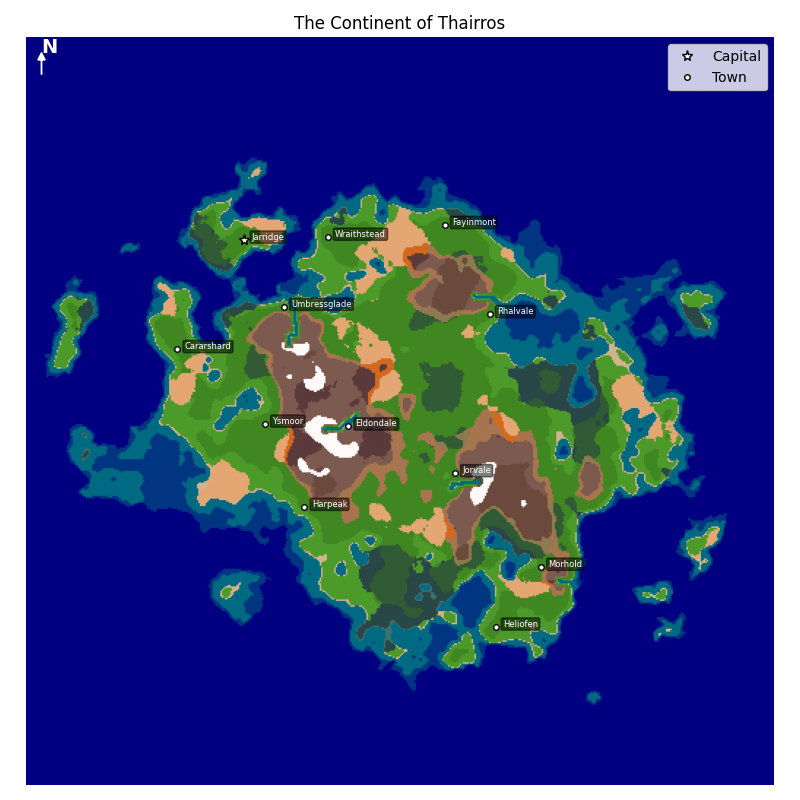 The Continent of Thairros
N
Capital
Town
Fayinmont
Wraithstead
Jarridge
Umbressglade
Rhalvale
Cararshard
Ysmoor
Eldondale
Jorvale
Harpeak
Morhold
Heliofen